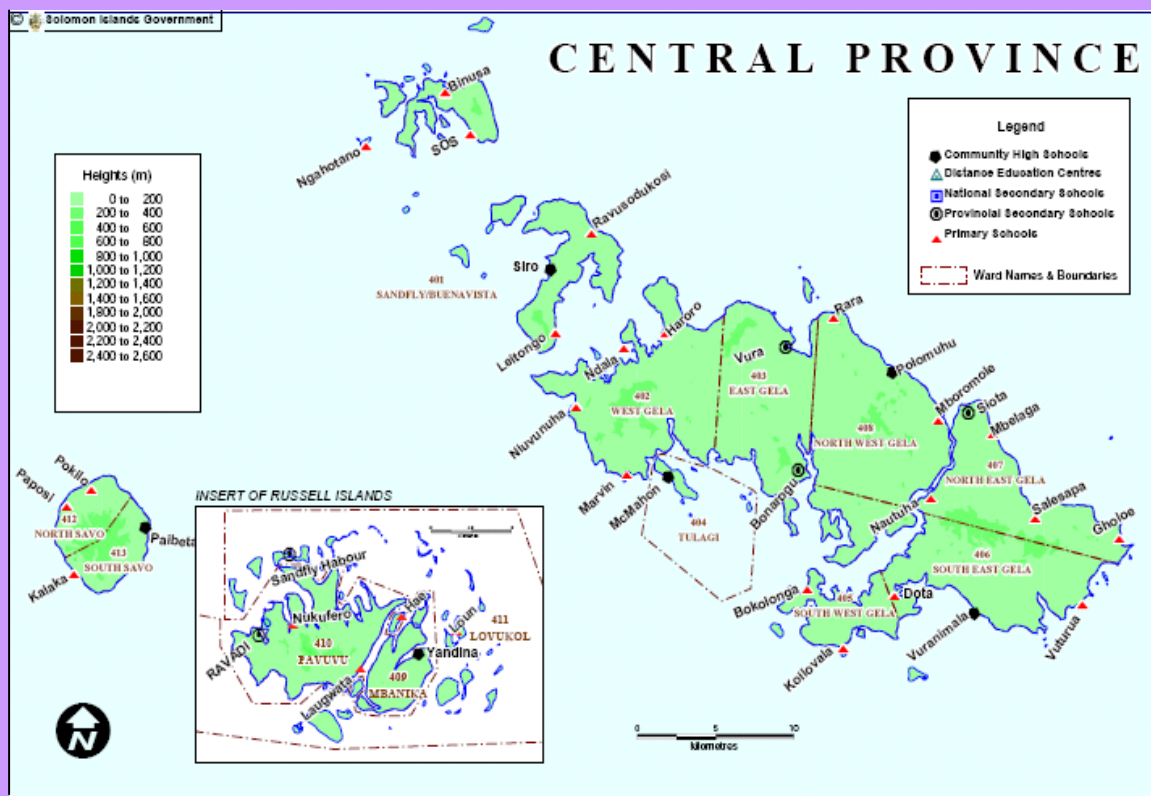 © Solomon Islands Government
CENTRAL PROVINCE
Legend
Community High Schools
Distance Education Centres
National Secondary Schools
Provincial Secondary Schools
Primary Schools
Ward Names & Boundaries
Heights (m)
0 to 200
200 to 400
400 to 600
600 to 800
800 to 1,000
1,000 to 1,200
1,200 to 1,400
1,400 to 1,600
1,800 to 2,000
2,000 to 2,200
2,200 to 2,400
2,400 to 2,600
Binusa
SOS
Ngahotano
Ravusodukosi
Siro
401
SANDFLY/BUENAVISTA
Leitongo
Ndala
Haroro
Vura
403
EAST GELA
Rara
Polomuhu
402
WEST GELA
Mboromole
Siota
Mbelaga
Niuvunuha
408
NORTH WEST GELA
407
NORTH EAST GELA
Marvin
McMahon
Bonarogu
Nautuha
Salesapa
Gholoe
404
TULAGI
406
SOUTH EAST GELA
Bokolonga
405
SOUTH WEST GELA
Dota
Vuranimala
Vuturua
Koilovala
Pokilo
Paposi
412
NORTH SAVO
Paibeta
413
SOUTH SAVO
Kalaka
INSERT OF RUSSELL ISLANDS
Sandfly Habour
Nukufero
Hae
Loun
411
LOVUKOL
RAVADI
410
PAVUVU
Yandina
Laugwata
409
MBANIKA
N
0 5 10
kilometres